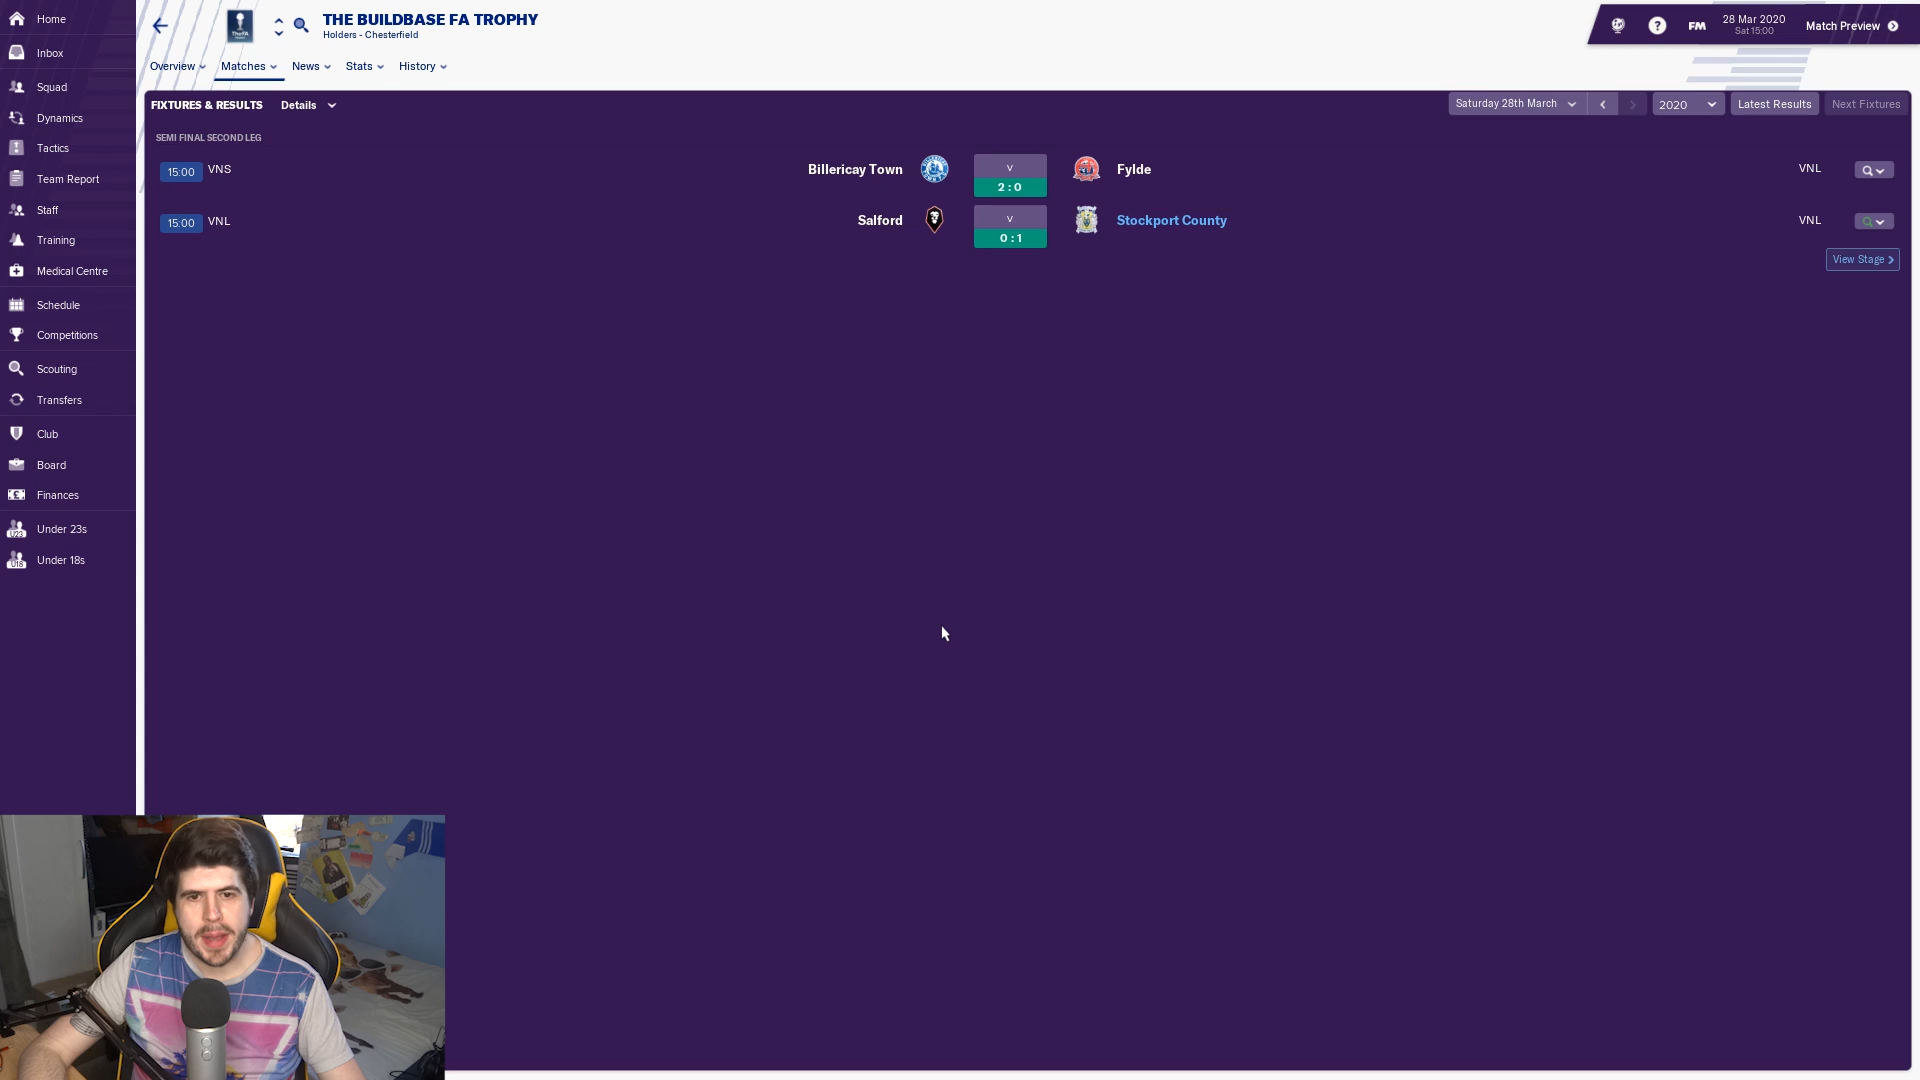 Home
Inbox
Squad
Dynamics
Tactics
Team Report
Staff
Training
Medical Centre
Schedule
Competitions
Scouting
Transfers
Club
Board
Finances
Under 23s
Under 18s
THE BUILDBASE FA TROPHY
Holders - Chesterfield
FM
28 Mar 2020
Sat 15:00
Match Preview
Overview Matches News Stats History
FIXTURES & RESULTS Details
Saturday 28th March 2020 Latest Results Next Fixtures
SEMI FINAL SECOND LEG
15:00 VNS Billericay Town v Fylde VNL
2 : 0
15:00 VNL Salford v Stockport County VNL
0 : 1
View Stage